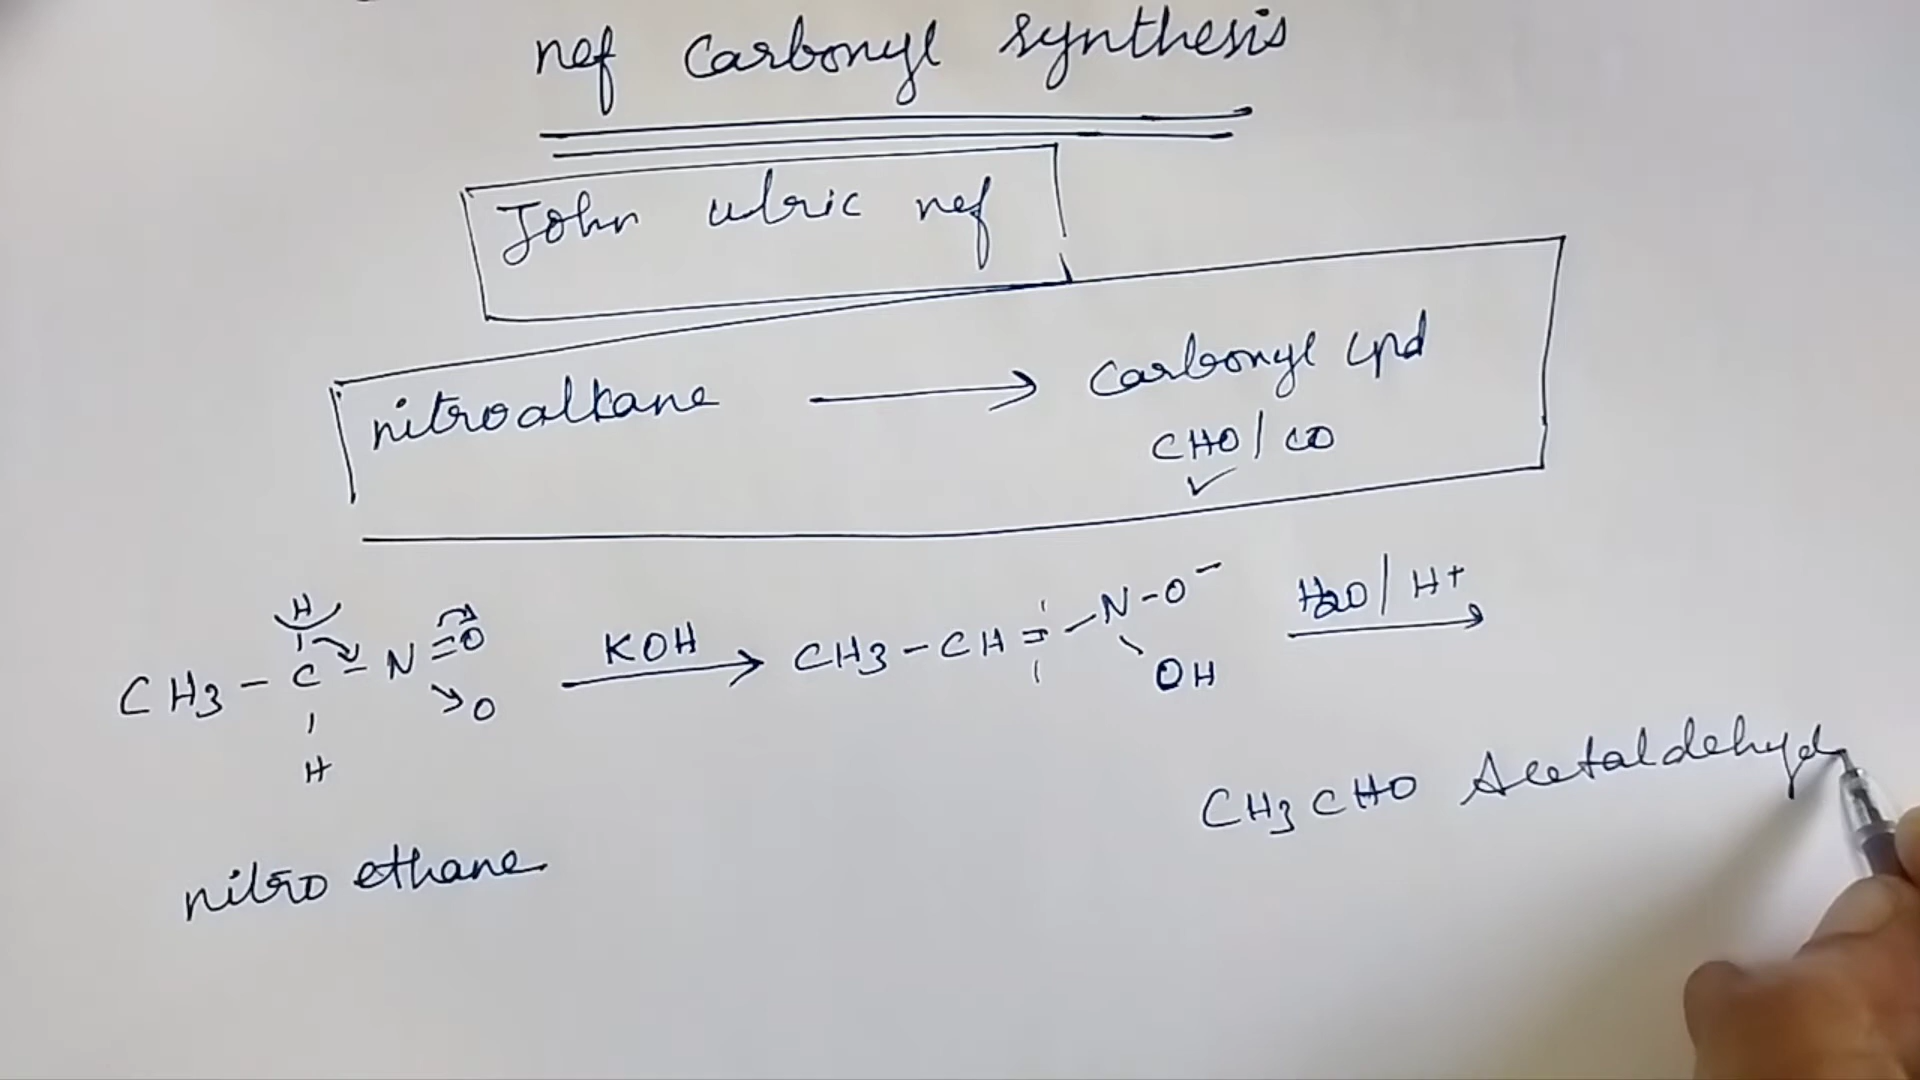 nef carbonyl synthesis
John ulric nef
nitroalkane → carbonyl cpd
CHO / CO
✓
H
CH3 - C - N = O
↘ O
H
KOH
CH3 - CH = - N - O⁻
OH
H2O / H+
CH3CHO Acetaldehyd
nitro ethane